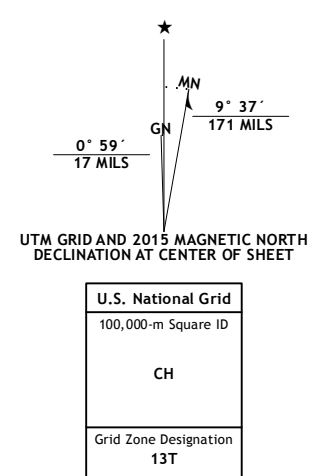 MN
9° 37´
171 MILS
GN
0° 59´
17 MILS
UTM GRID AND 2015 MAGNETIC NORTH
DECLINATION AT CENTER OF SHEET
U.S. National Grid
100,000-m Square ID
CH
Grid Zone Designation
13T